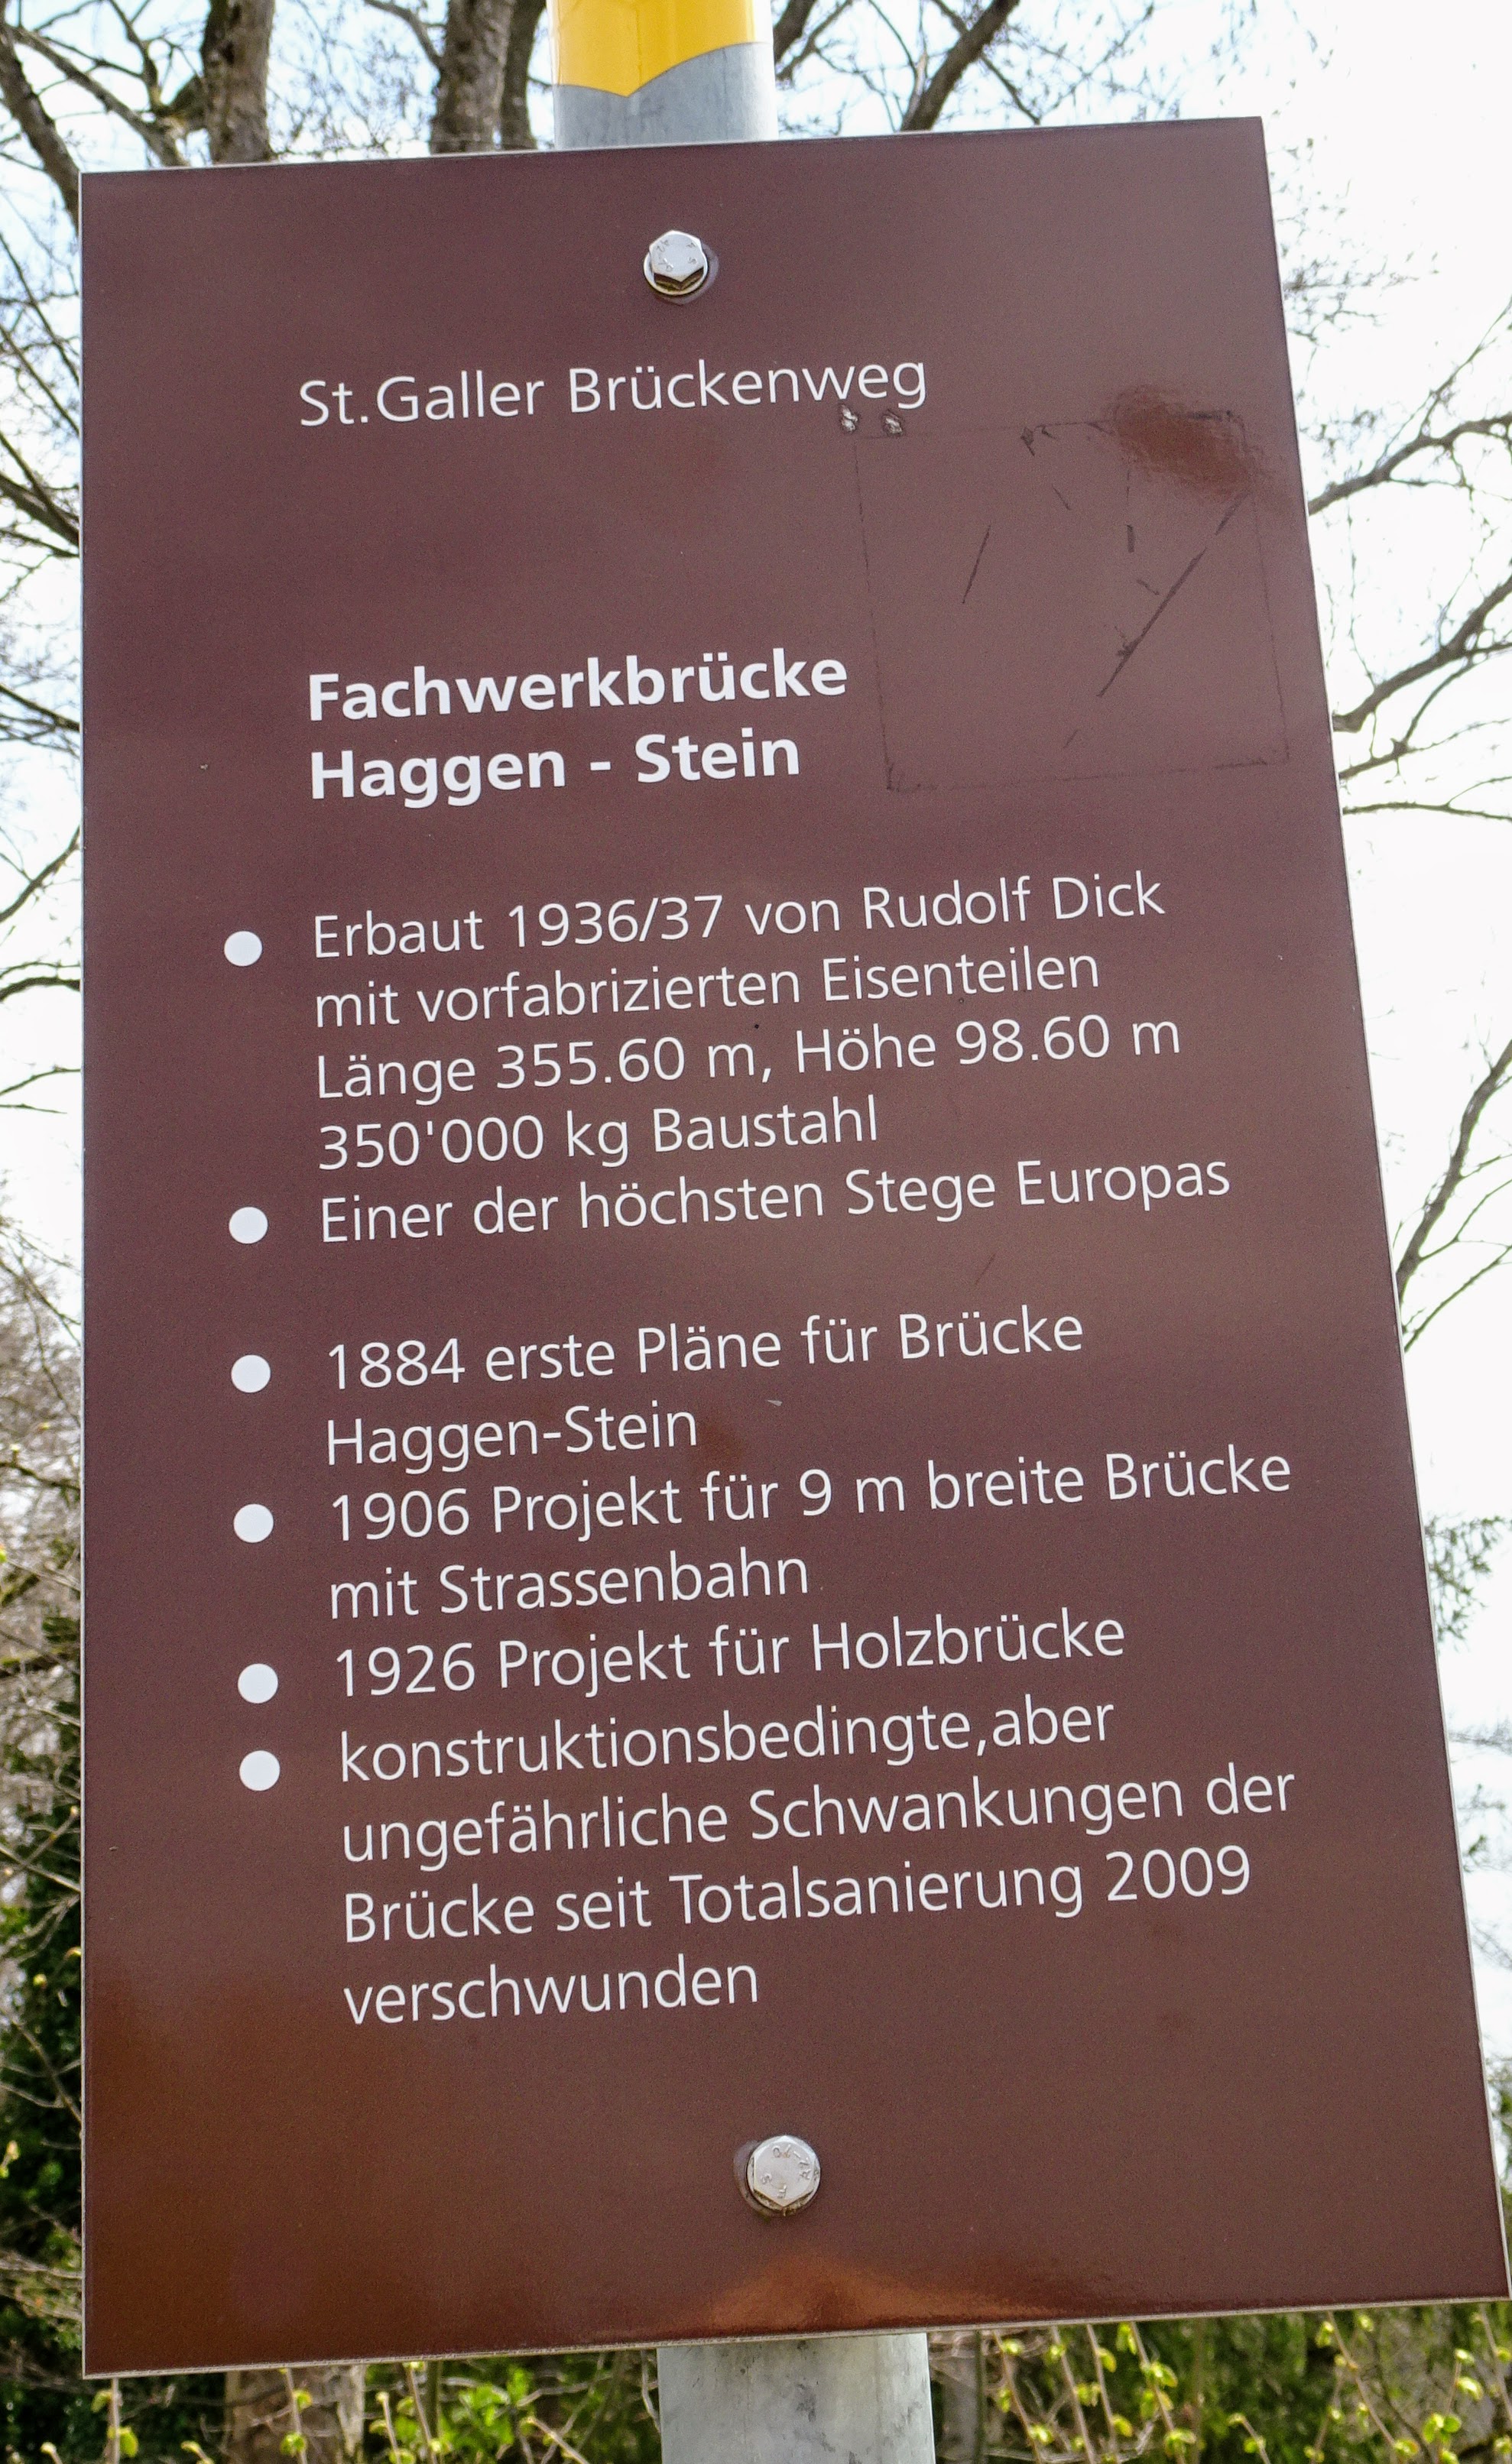 St.Galler Brückenweg
Fachwerkbrücke
Haggen - Stein
● Erbaut 1936/37 von Rudolf Dick
mit vorfabrizierten Eisenteilen
Länge 355.60 m, Höhe 98.60 m
350'000 kg Baustahl
● Einer der höchsten Stege Europas
● 1884 erste Pläne für Brücke
Haggen-Stein
● 1906 Projekt für 9 m breite Brücke
mit Strassenbahn
● 1926 Projekt für Holzbrücke
● konstruktionsbedingte,aber
ungefährliche Schwankungen der
Brücke seit Totalsanierung 2009
verschwunden